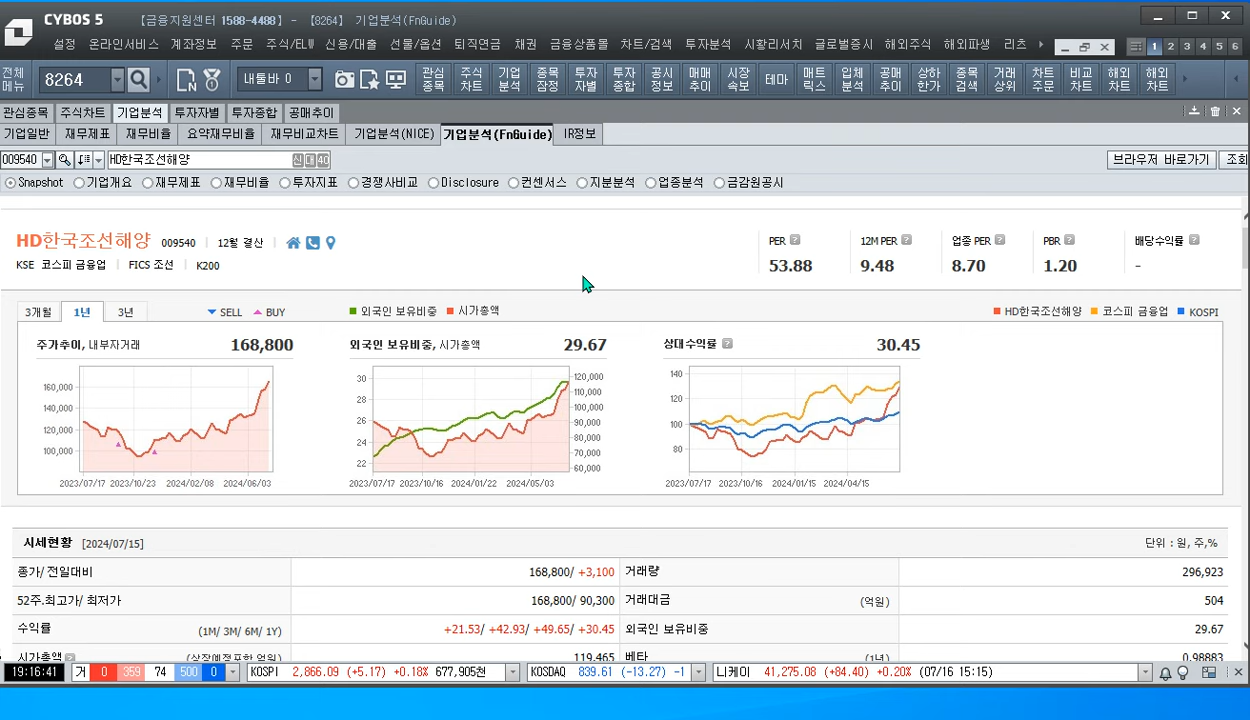 CYBOS 5 【금융지원센터 1588-4488】 - 【8264】 기업분석(FnGuide)
설정 온라인서비스 계좌정보 주문 주식/ELW 신용/대출 선물/옵션 퇴직연금 채권 금융상품몰 차트/검색 투자분석 시황리서치 글로벌증시 해외주식 해외파생 리츠 1 2 3 4 5 6
전체메뉴 8264 내툴바 0 관심종목 주식차트 기업분석 종목잠정 투자자별 투자종합 공시정보 매매추이 시장속보 테마 매트릭스 입체분석 공매추이 상하한가 종목검색 거래상위 차트주문 비교차트 해외차트 해외차트
관심종목 주식차트 기업분석 투자자별 투자종합 공매추이
기업일반 재무제표 재무비율 요약재무비율 재무비교차트 기업분석(NICE) 기업분석(FnGuide) IR정보
009540 HD한국조선해양 신 대 40 브라우저 바로가기 조회
Snapshot 기업개요 재무제표 재무비율 투자지표 경쟁사비교 Disclosure 컨센서스 지분분석 업종분석 금감원공시
HD한국조선해양 009540 12월 결산
KSE 코스피 금융업 FICS 조선 K200
PER 12M PER 업종 PER PBR 배당수익률
53.88 9.48 8.70 1.20 -
3개월 1년 3년 SELL BUY 외국인 보유비중 시가총액 HD한국조선해양 코스피 금융업 KOSPI
주가추이, 내부자거래 168,800
160,000
140,000
120,000
100,000
2023/07/17 2023/10/23 2024/02/08 2024/06/03
외국인 보유비중, 시가총액 29.67
30
28
26
24
22
120,000
110,000
100,000
90,000
80,000
70,000
60,000
2023/07/17 2023/10/16 2024/01/22 2024/05/03
상대수익률 30.45
140
120
100
80
2023/07/17 2023/10/16 2024/01/15 2024/04/15
시세현황 [2024/07/15] 단위 : 원, 주,%
종가/ 전일대비 168,800/ +3,100 거래량 296,923
52주.최고가/ 최저가 168,800/ 90,300 거래대금 (억원) 504
수익률 (1M/ 3M/ 6M/ 1Y) +21.53/ +42.93/ +49.65/ +30.45 외국인 보유비중 29.67
시가총액 (상장예정포함,억원) 119,465 베타 (1년) 0.98883
19:16:41 거 0 359 74 500 0 KOSPI 2,866.09 (+5.17) +0.18% 677,905천 KOSDAQ 839.61 (-13.27) -1 니케이 41,275.08 (+84.40) +0.20% (07/16 15:15)